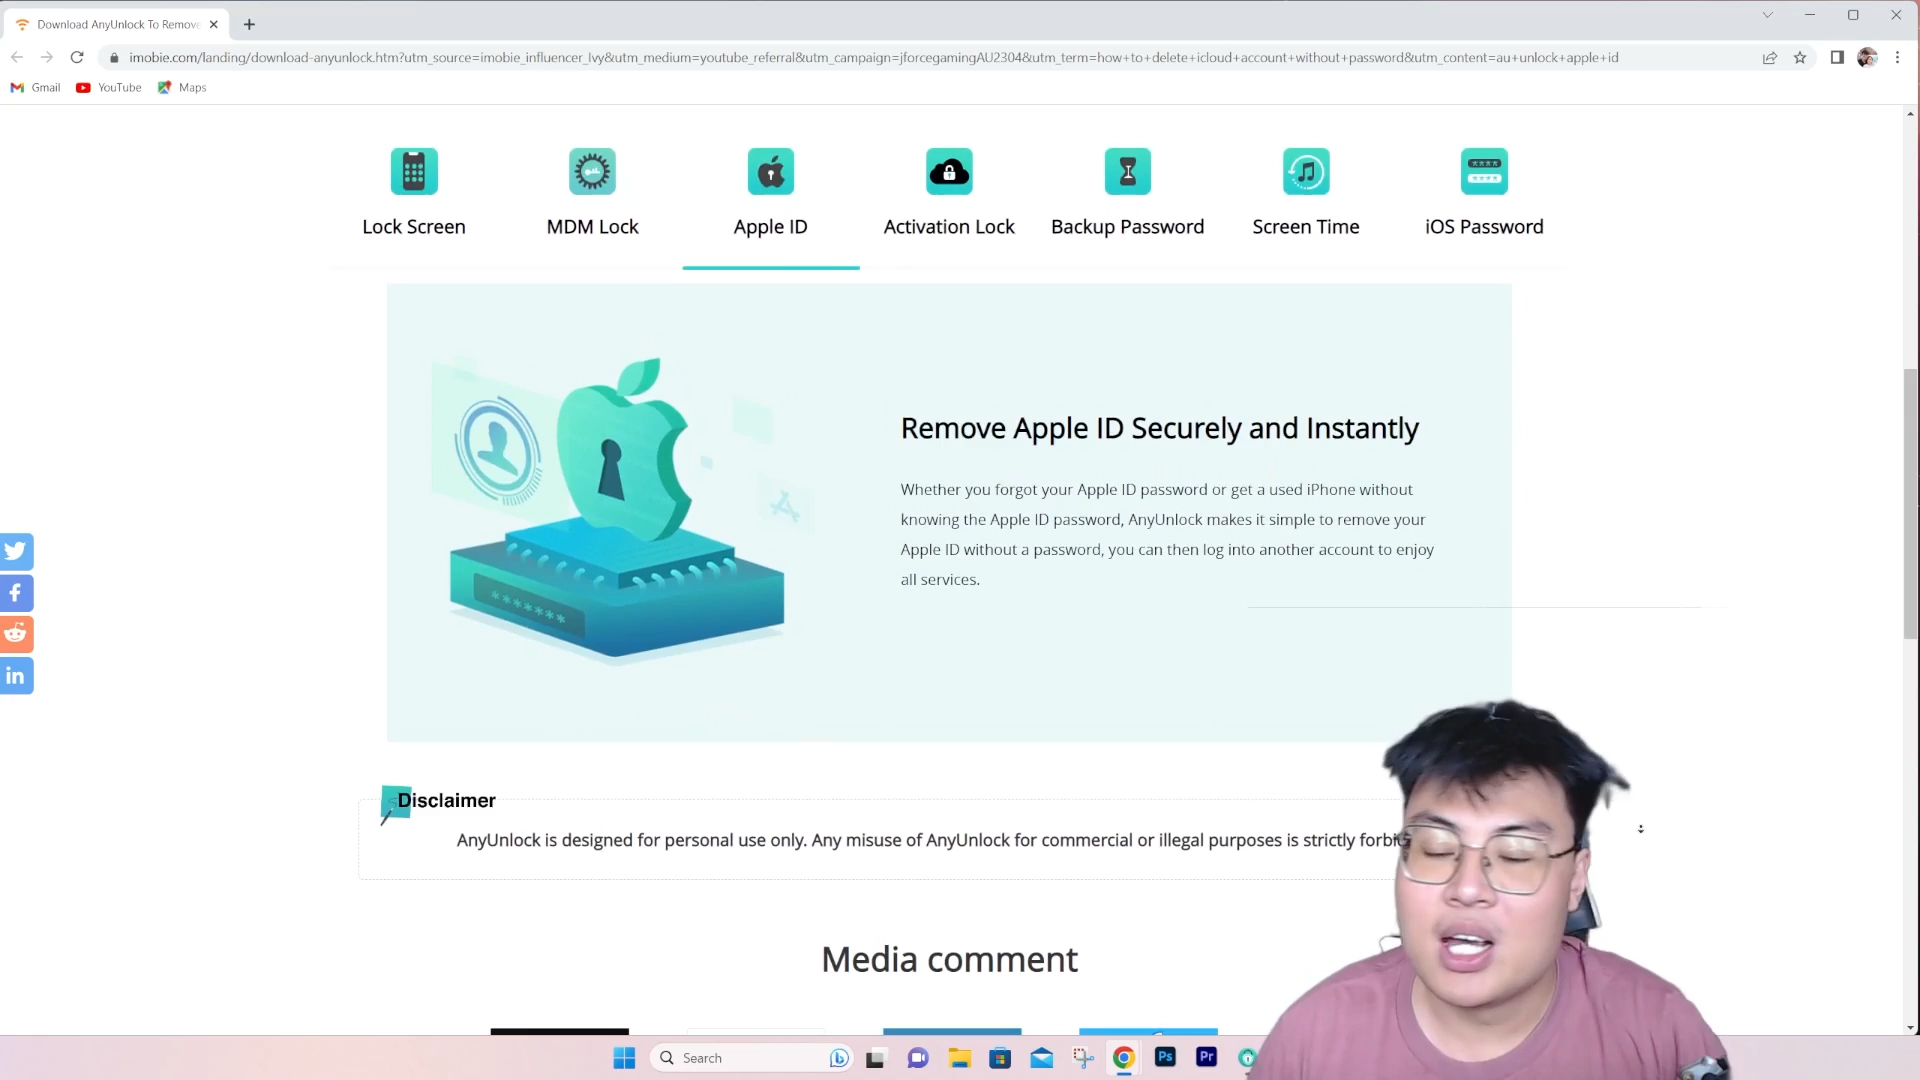 Download AnyUnlock To Remove
imobie.com/landing/download-anyunlock.htm?utm_source=imobie_influencer_Ivy&utm_medium=youtube_referral&utm_campaign=jforcegamingAU2304&utm_term=how+to+delete+icloud+account+without+password&utm_content=au+unlock+apple+id
Gmail YouTube Maps
Lock Screen MDM Lock Apple ID Activation Lock Backup Password Screen Time iOS Password
Remove Apple ID Securely and Instantly
Whether you forgot your Apple ID password or get a used iPhone without
knowing the Apple ID password, AnyUnlock makes it simple to remove your
Apple ID without a password, you can then log into another account to enjoy
all services.
Disclaimer
AnyUnlock is designed for personal use only. Any misuse of AnyUnlock for commercial or illegal purposes is strictly
Media comment
Search
Ps Pr